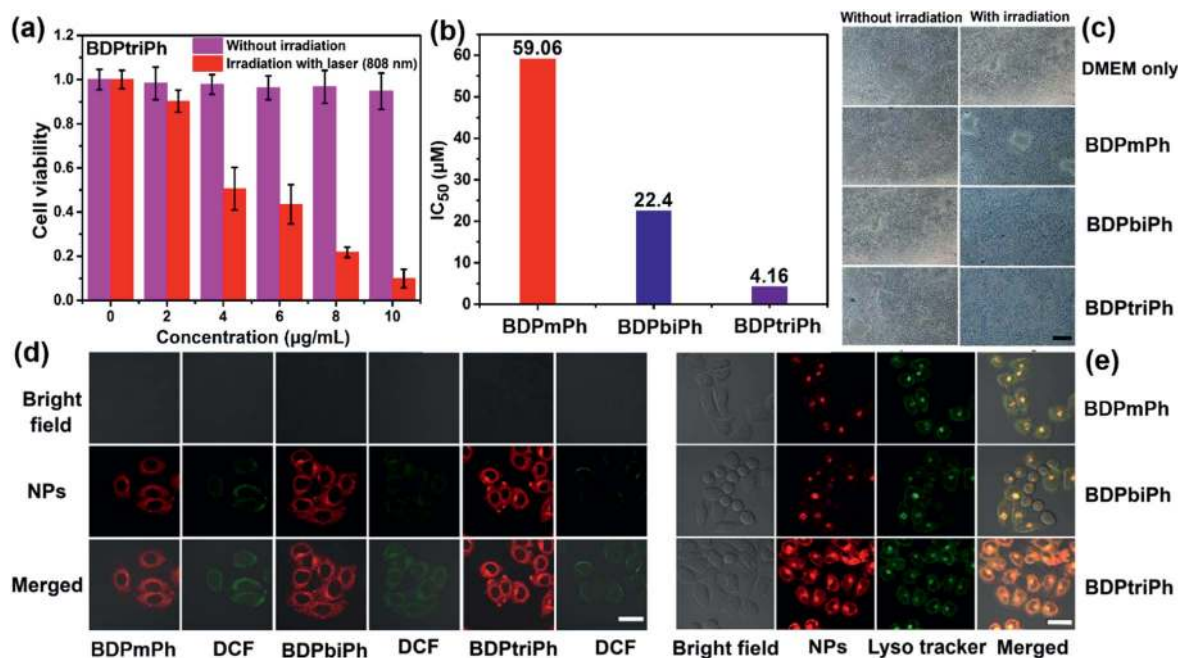 (a)
BDPtriPh
Without irradiation
Irradiation with laser (808 nm)
Cell viability
1.2
1.0
0.8
0.6
0.4
0.2
0.0
0 2 4 6 8 10
Concentration (µg/mL)
(b)
IC50 (µM)
60
50
40
30
20
10
0
59.06
22.4
4.16
BDPmPh BDPbiPh BDPtriPh
Without irradiation With irradiation
(c)
DMEM only
BDPmPh
BDPbiPh
BDPtriPh
(d)
Bright
field
NPs
Merged
BDPmPh DCF BDPbiPh DCF BDPtriPh DCF
(e)
BDPmPh
BDPbiPh
BDPtriPh
Bright field NPs Lyso tracker Merged